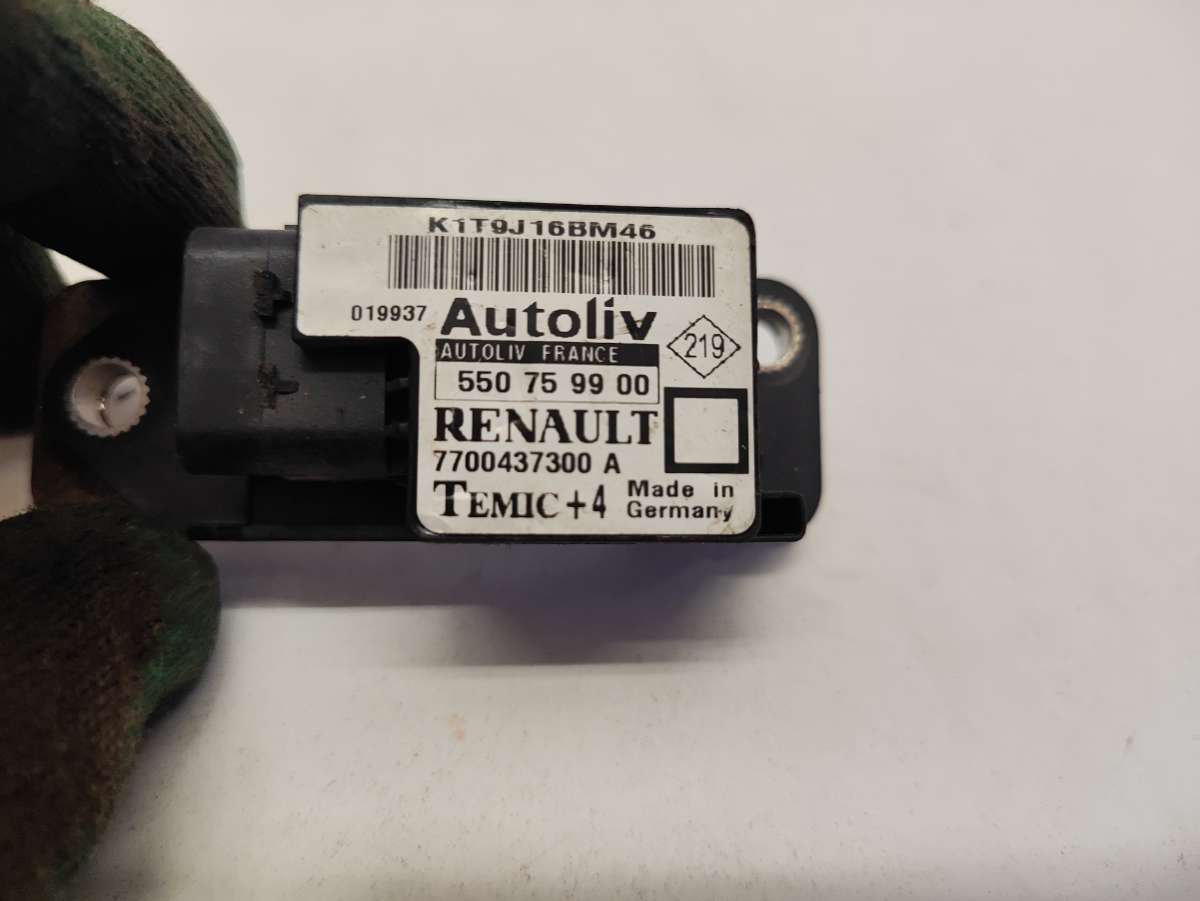 K1T9J16BM46
019937
Autoliv
219
AUTOLIV FRANCE
550 75 99 00
RENAULT
7700437300 A
TEMIC +4
Made in
Germany